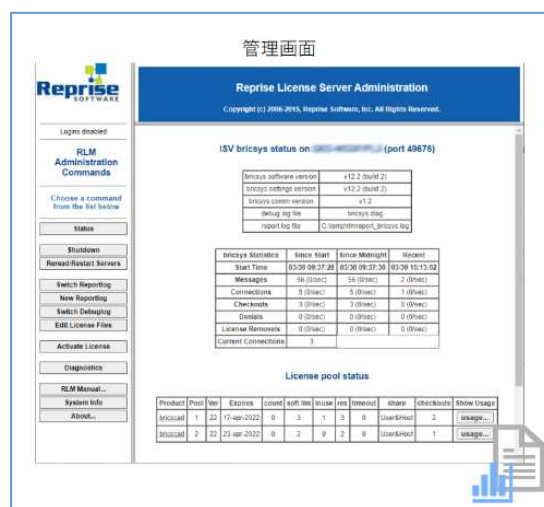 管理画面
Reprise
SOFTWARE
Reprise License Server Administration
Copyright (c) 2006-2015, Reprise Software, Inc. All Rights Reserved.
Logins disabled
RLM
Administration
Commands
Choose a command
from the list below
Status
Shutdown
Reread/Restart Servers
Switch Reportlog
New Reportlog
Switch Debuglog
Edit License Files
Activate License
Diagnostics
RLM Manual...
System Info
About...
ISV bricsys status on (port 49676)
bricsys software version v12.2 (build:2)
bricsys settings version v12.2 (build:2)
bricsys comm version v1.2
debug log file bricsys.dlog
report log file
bricsys Statistics Since Start Since Midnight Recent
Start Time 03/30 09:37:28 03/30 09:37:30 03/30 15:13:02
Messages 56 (0/sec) 56 (0/sec) 2 (0/sec)
Connections 5 (0/sec) 5 (0/sec) 1 (0/sec)
Checkouts 3 (0/sec) 3 (0/sec) 0 (0/sec)
Denials 0 (0/sec) 0 (0/sec) 0 (0/sec)
License Removals 0 (0/sec) 0 (0/sec) 0 (0/sec)
Current Connections 3
License pool status
Product Pool Ver Expires count soft lim inuse res timeout share checkouts Show Usage
bricscad 1 22 17-apr-2022 0 3 1 3 0 User&Host 2 usage...
bricscad 2 22 23-apr-2022 0 2 0 2 0 User&Host 1 usage...